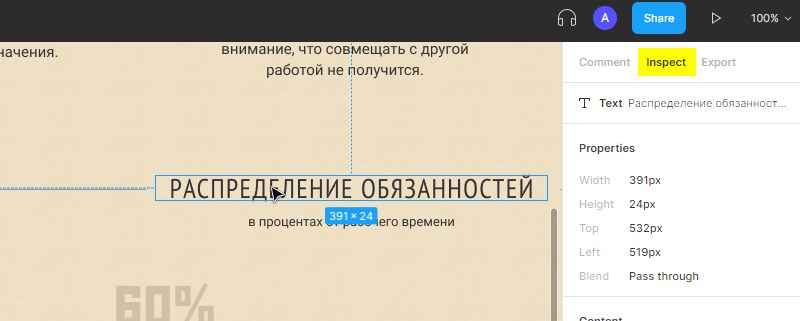 A
Share
100%
начения.
внимание, что совмещать с другой
работой не получится.
РАСПРЕДЕЛЕНИЕ ОБЯЗАННОСТЕЙ
391 × 24
в процентах от рабочего времени
60%
Comment Inspect Export
Text Распределение обязанност...
Properties
Width 391px
Height 24px
Top 532px
Left 519px
Blend Pass through
Content